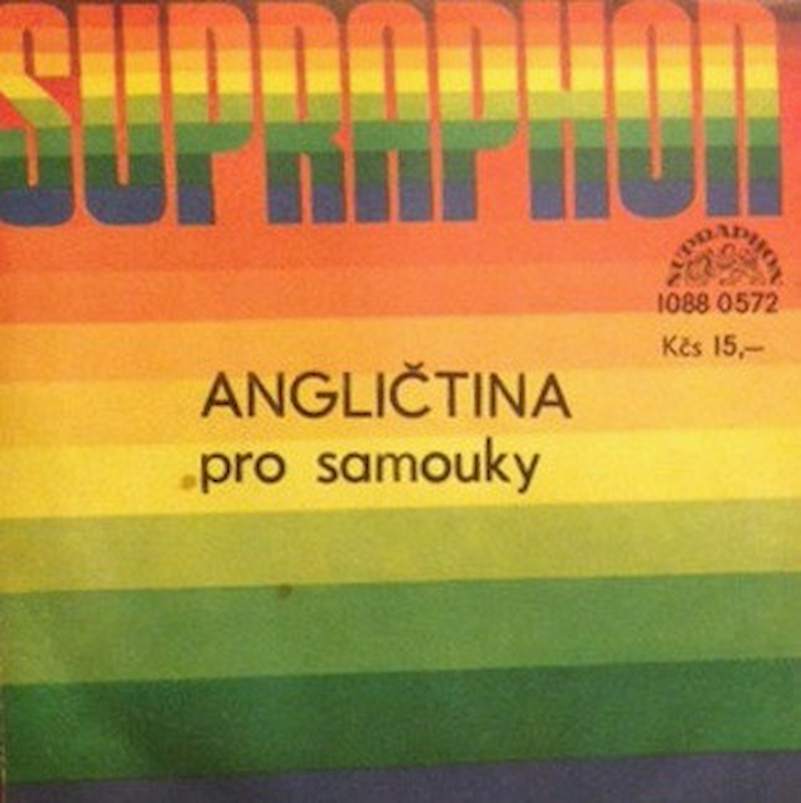 SUPRAPHON
SUPRAPHON
1088 0572
Kčs 15,—
ANGLIČTINA
pro samouky